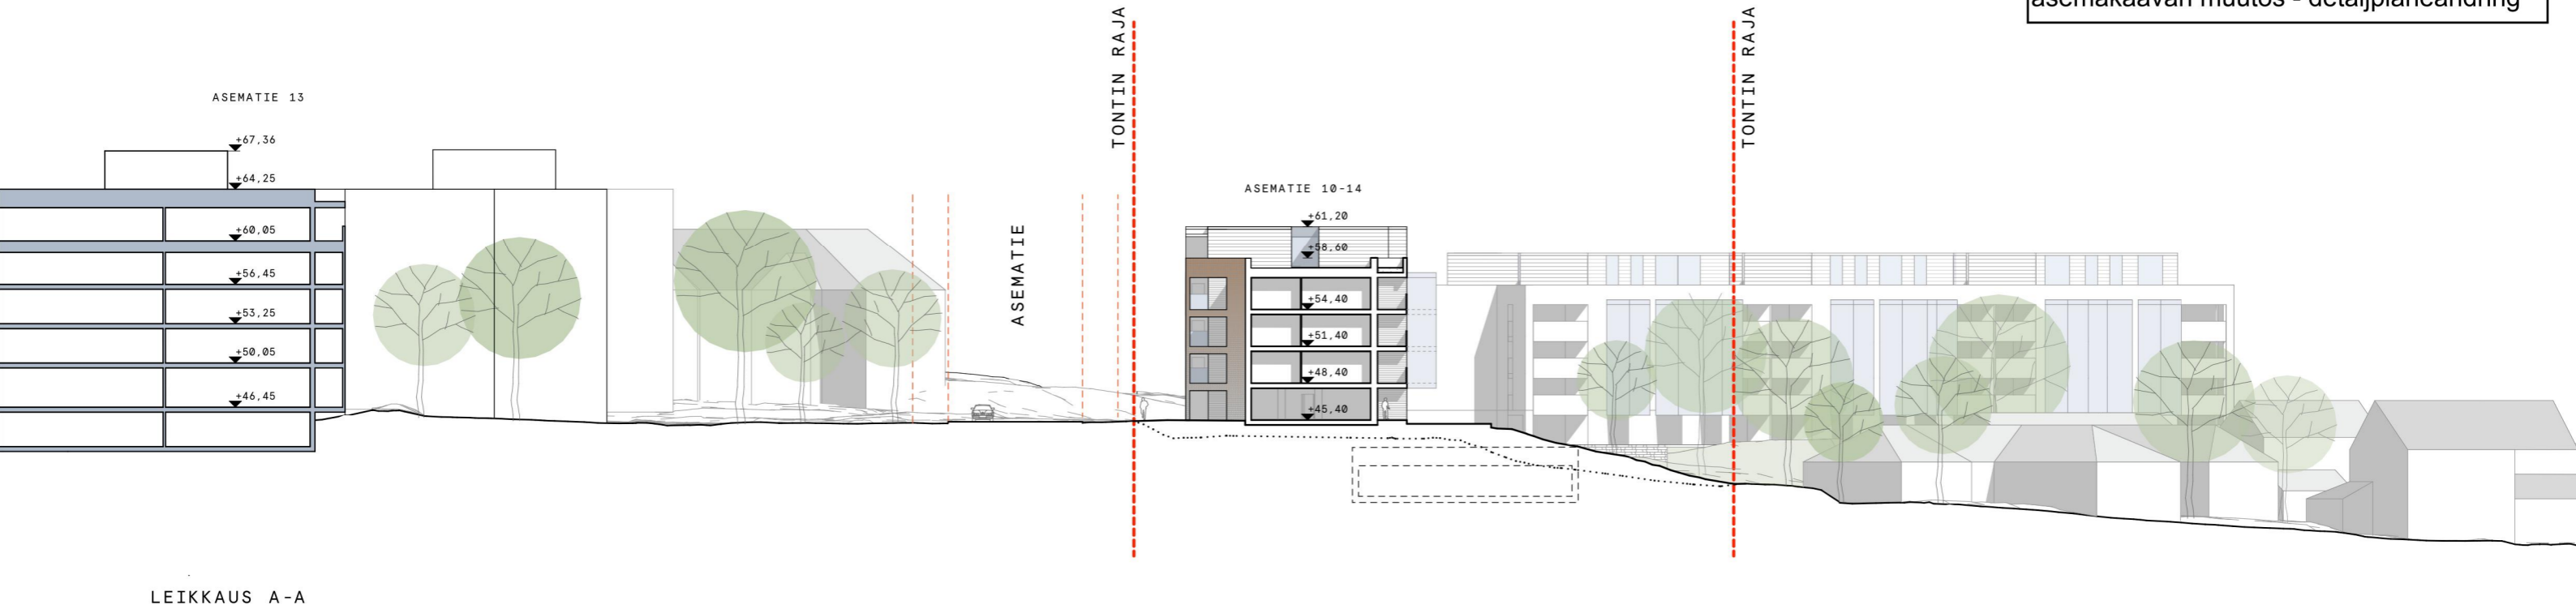 asemakaavan muutos - detaljplaneändring
TONTIN RAJA
TONTIN RAJA
ASEMATIE 13
+67,36
+64,25
+60,05
+56,45
+53,25
+50,05
+46,45
ASEMATIE
ASEMATIE 10-14
+61,20
+58,60
+54,40
+51,40
+48,40
+45,40
LEIKKAUS A-A